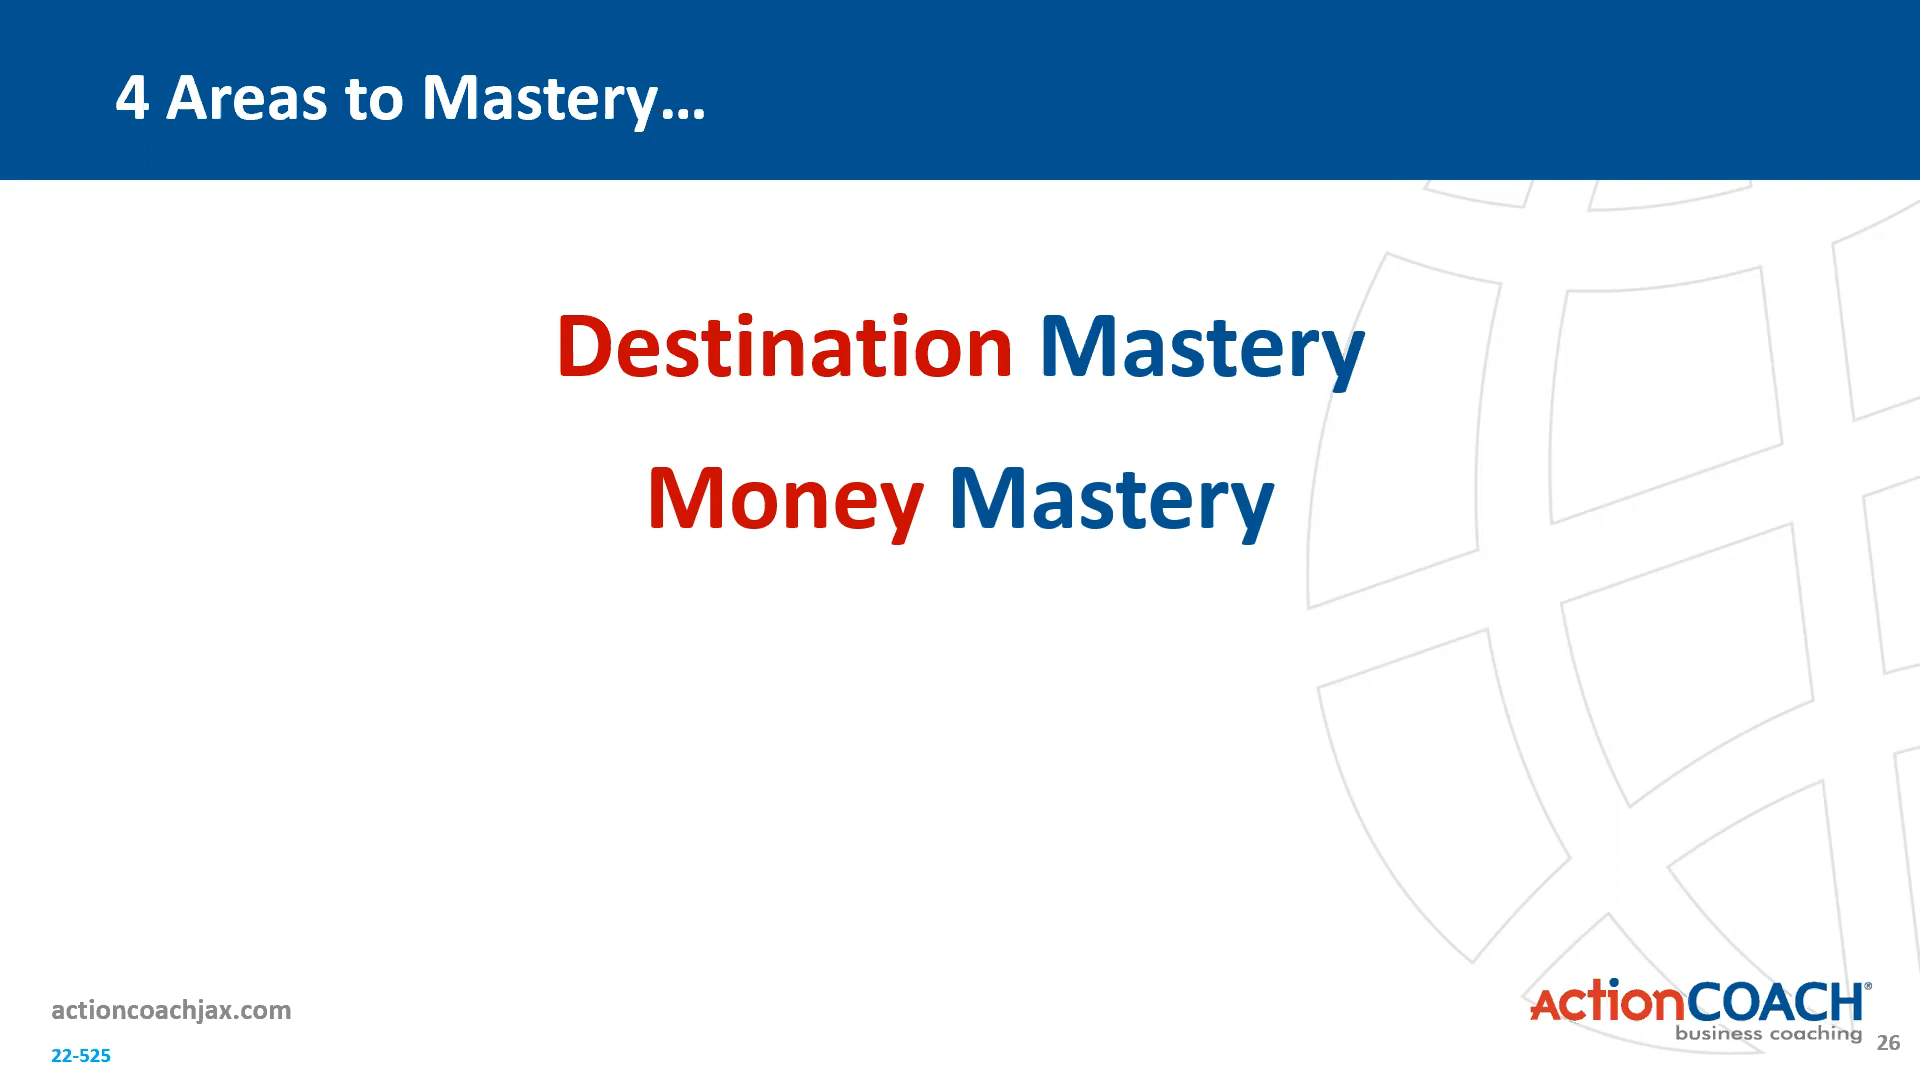 4 Areas to Mastery...
Destination Mastery
Money Mastery
actioncoachjax.com
22-525
ActionCOACH®
business coaching
26